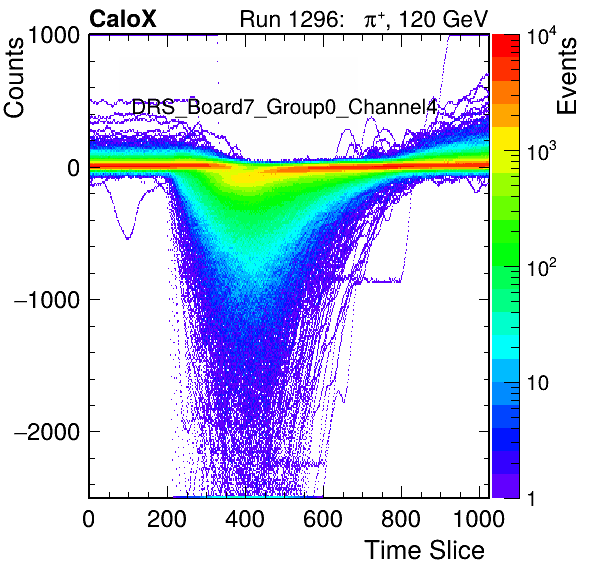 CaloX Run 1296: π⁺, 120 GeV
Counts
Events
DRS_Board7_Group0_Channel4
1000
0
−1000
−2000
0 200 400 600 800 1000
Time Slice
10⁴
10³
10²
10
1